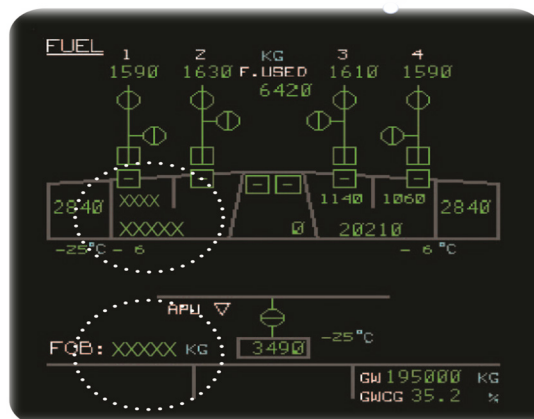 FUEL 1 2 KG 3 4
1590 1630 F.USED 1610 1590
6420
2840 XXXX 1140 1060 2840
XXXXX 0 20210
-25°C - 6 - 6 °C
APU
FOB: XXXXX KG 3490 -25°C
GW 195000 KG
GWCG 35.2 %